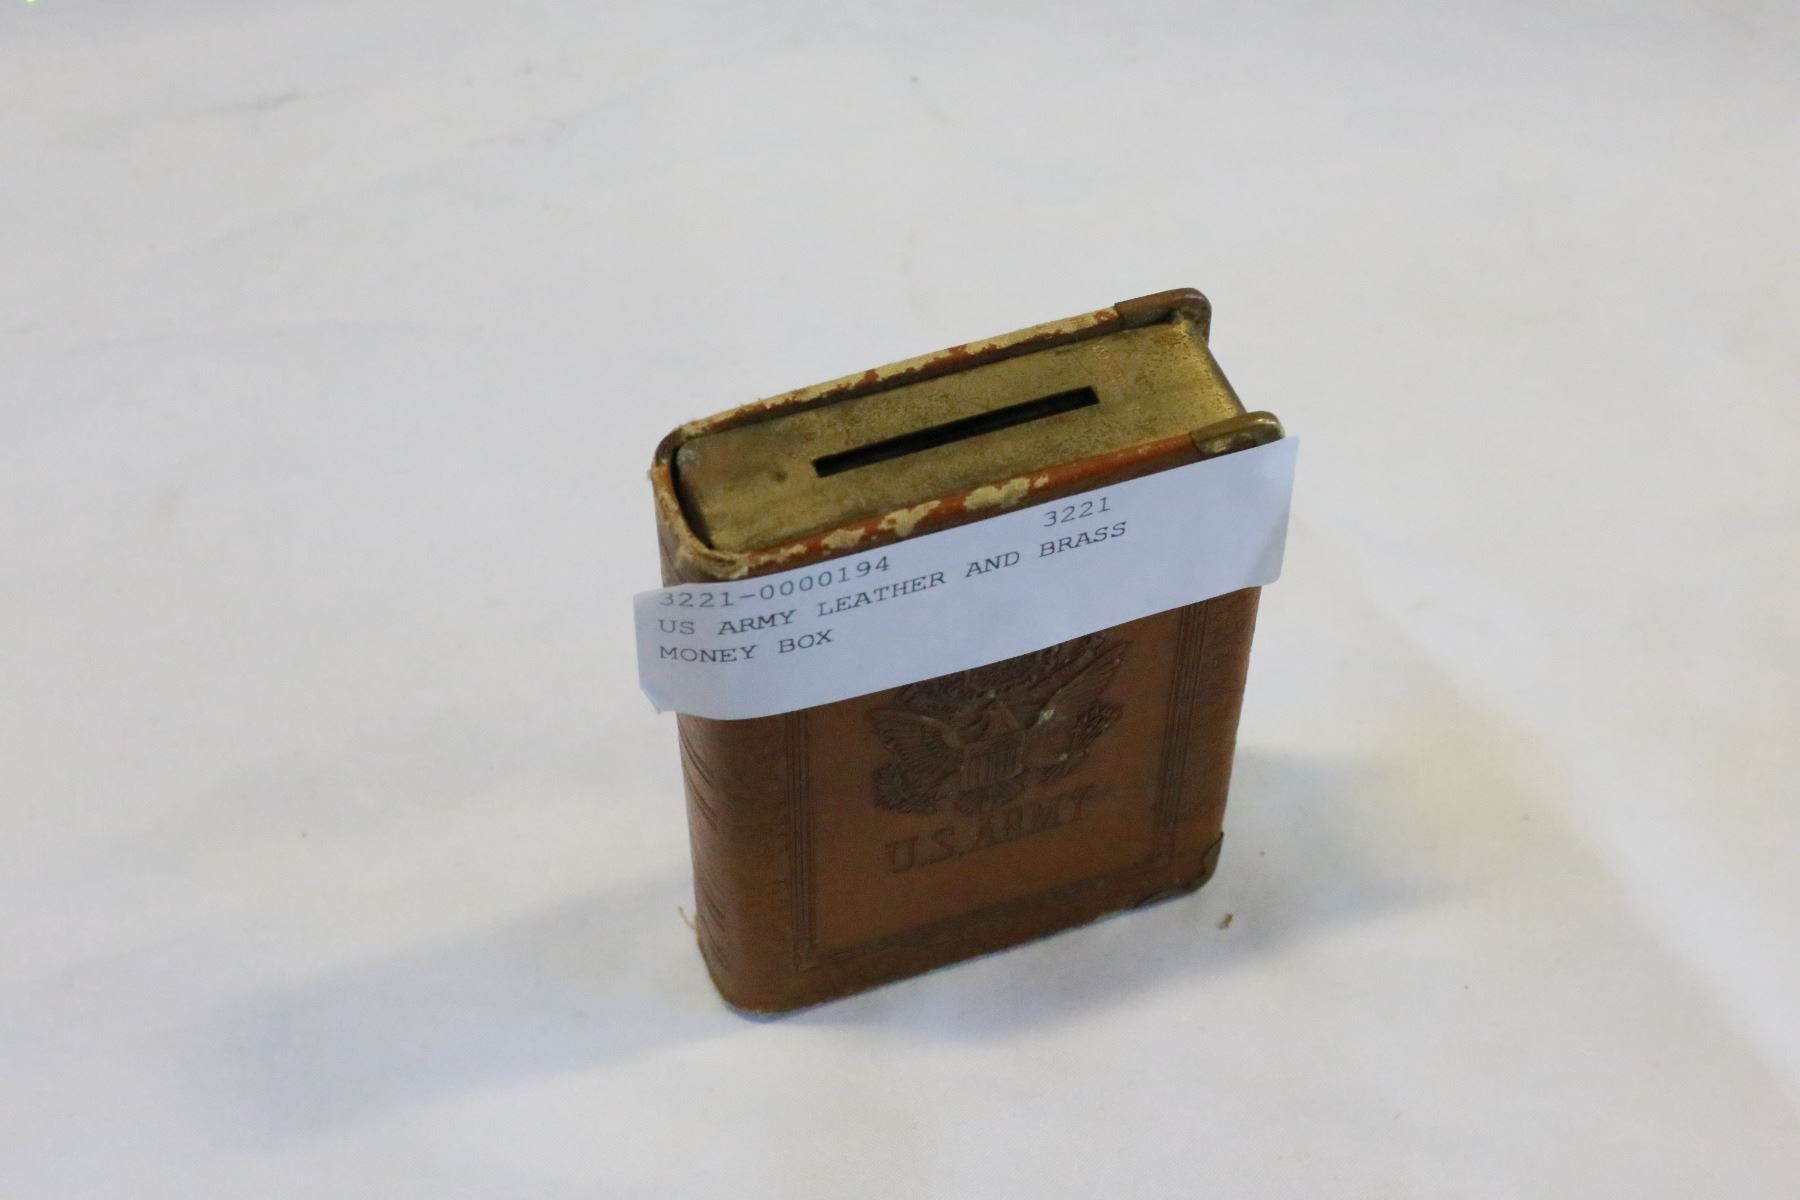 3221-0000194 3221
US ARMY LEATHER AND BRASS
MONEY BOX
U.S. ARMY